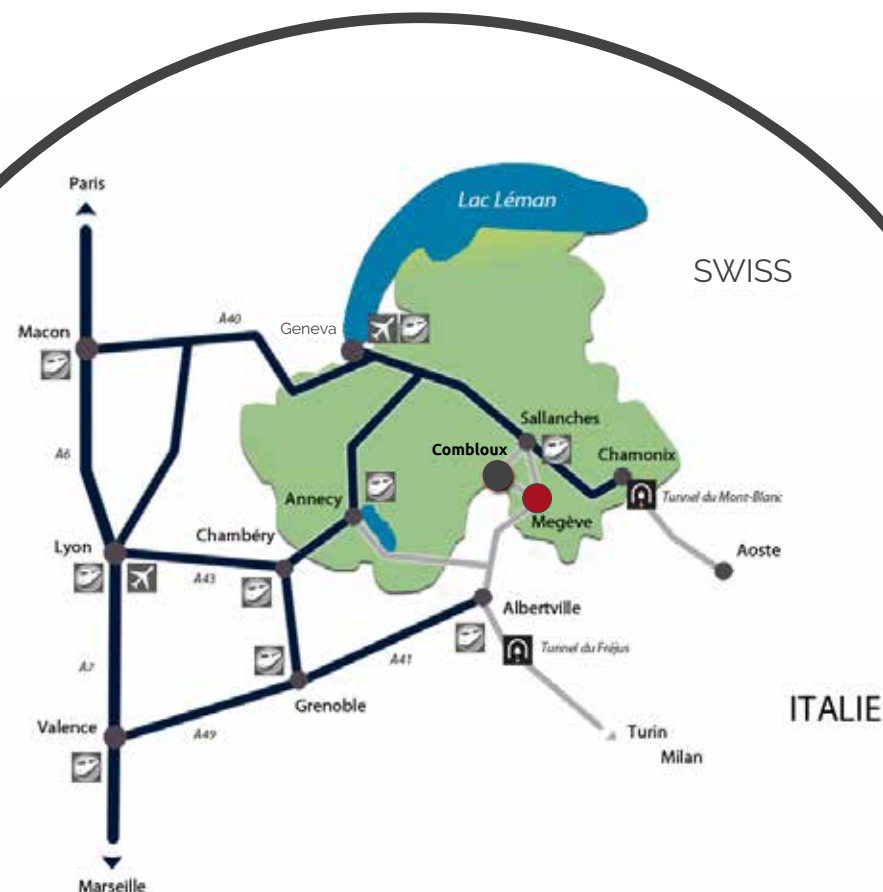 Paris
Lac Léman
SWISS
Macon
A40
Geneva
Sallanches
Combloux
Chamonix
A6
Annecy
Tunnel du Mont-Blanc
Megève
Chambéry
Lyon
Aoste
A43
Albertville
Tunnel du Fréjus
A7
A41
Grenoble
ITALIE
Valence
A49
Turin
Milan
Marseille